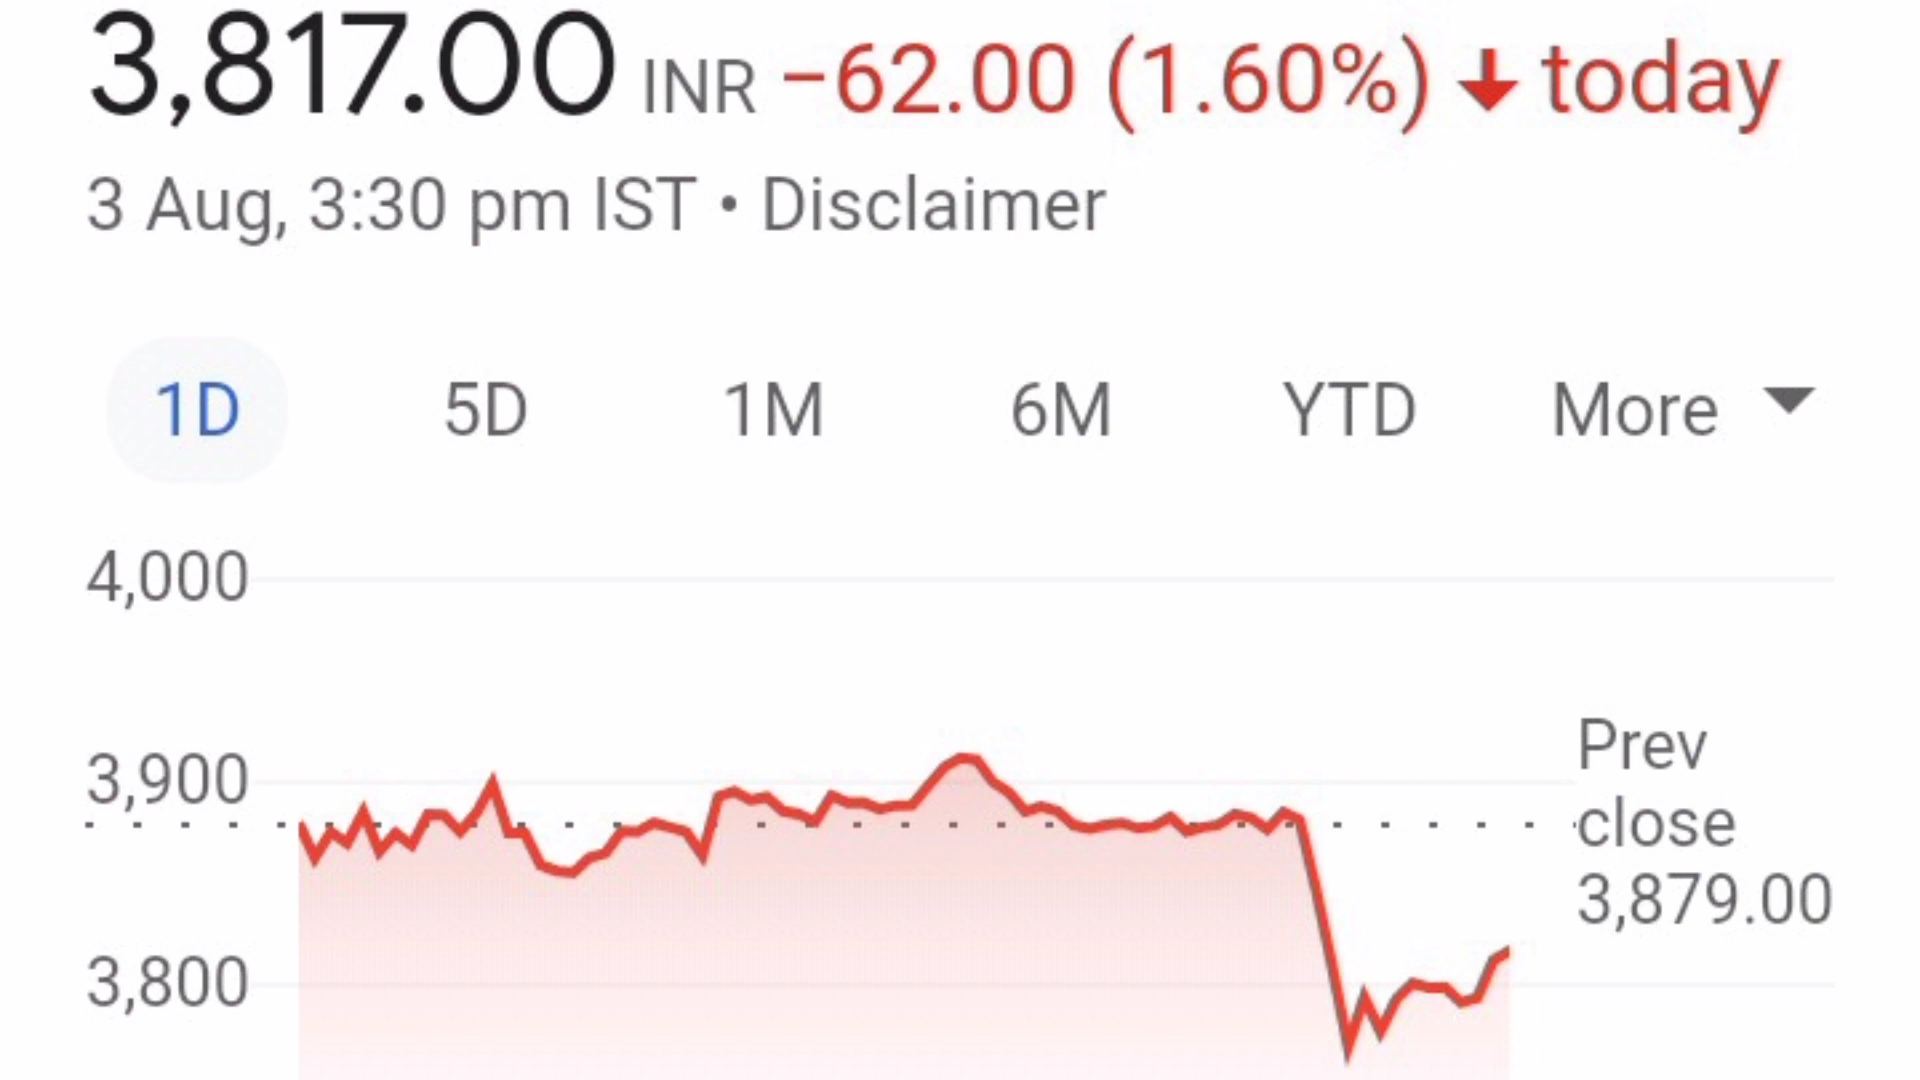 3,817.00 INR −62.00 (1.60%) ↓ today
3 Aug, 3:30 pm IST • Disclaimer
1D 5D 1M 6M YTD More
4,000
3,900
3,800
Prev
close
3,879.00